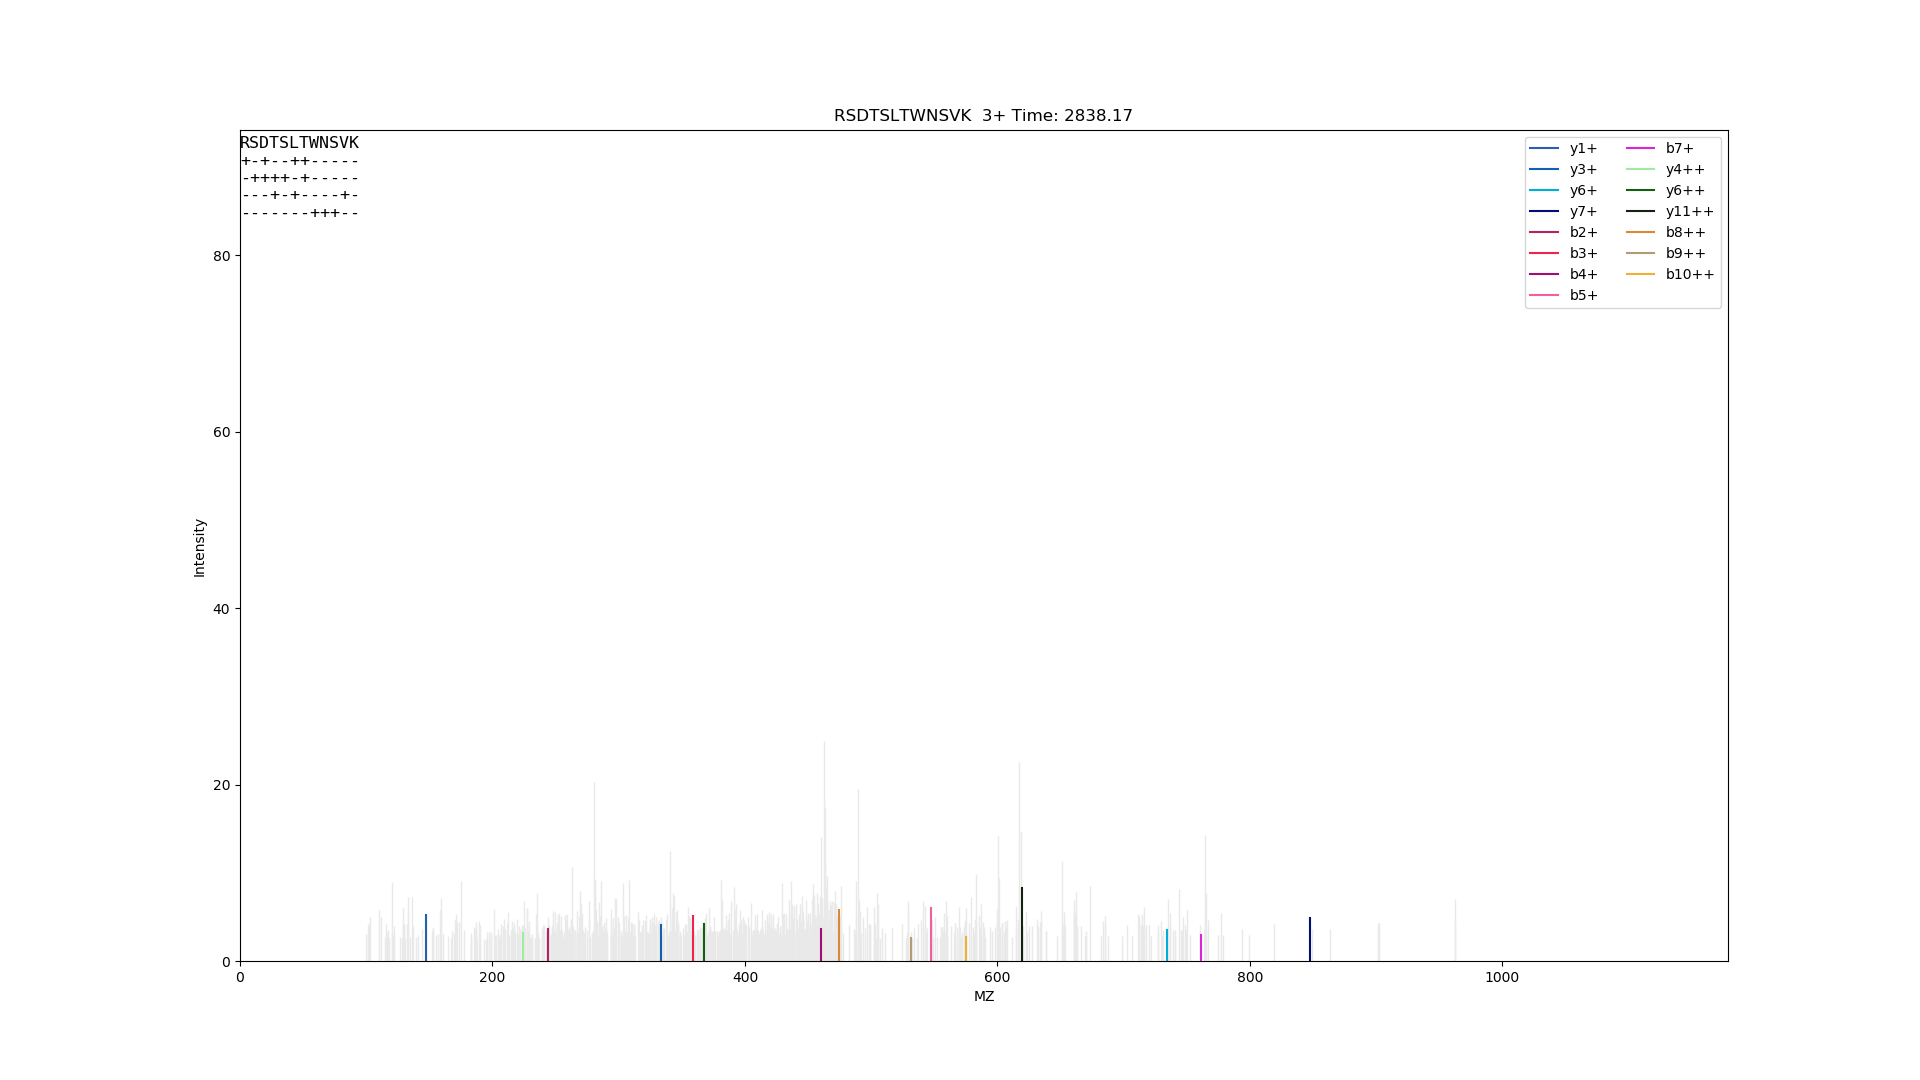 RSDTSLTWNSVK  3+ Time: 2838.17
RSDTSLTWNSVK
+-+--++-----
-++++-+-----
---+-+----+-
-------+++--
y1+
y3+
y6+
y7+
b2+
b3+
b4+
b5+
b7+
y4++
y6++
y11++
b8++
b9++
b10++
80
60
40
20
0
Intensity
0 200 400 600 800 1000
MZ